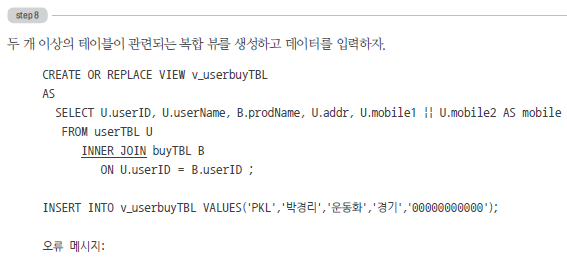 step 8
두 개 이상의 테이블이 관련되는 복합 뷰를 생성하고 데이터를 입력하자.
CREATE OR REPLACE VIEW v_userbuyTBL
AS
SELECT U.userID, U.userName, B.prodName, U.addr, U.mobile1 || U.mobile2 AS mobile
FROM userTBL U
INNER JOIN buyTBL B
ON U.userID = B.userID ;
INSERT INTO v_userbuyTBL VALUES('PKL','박경리','운동화','경기','00000000000');
오류 메시지: